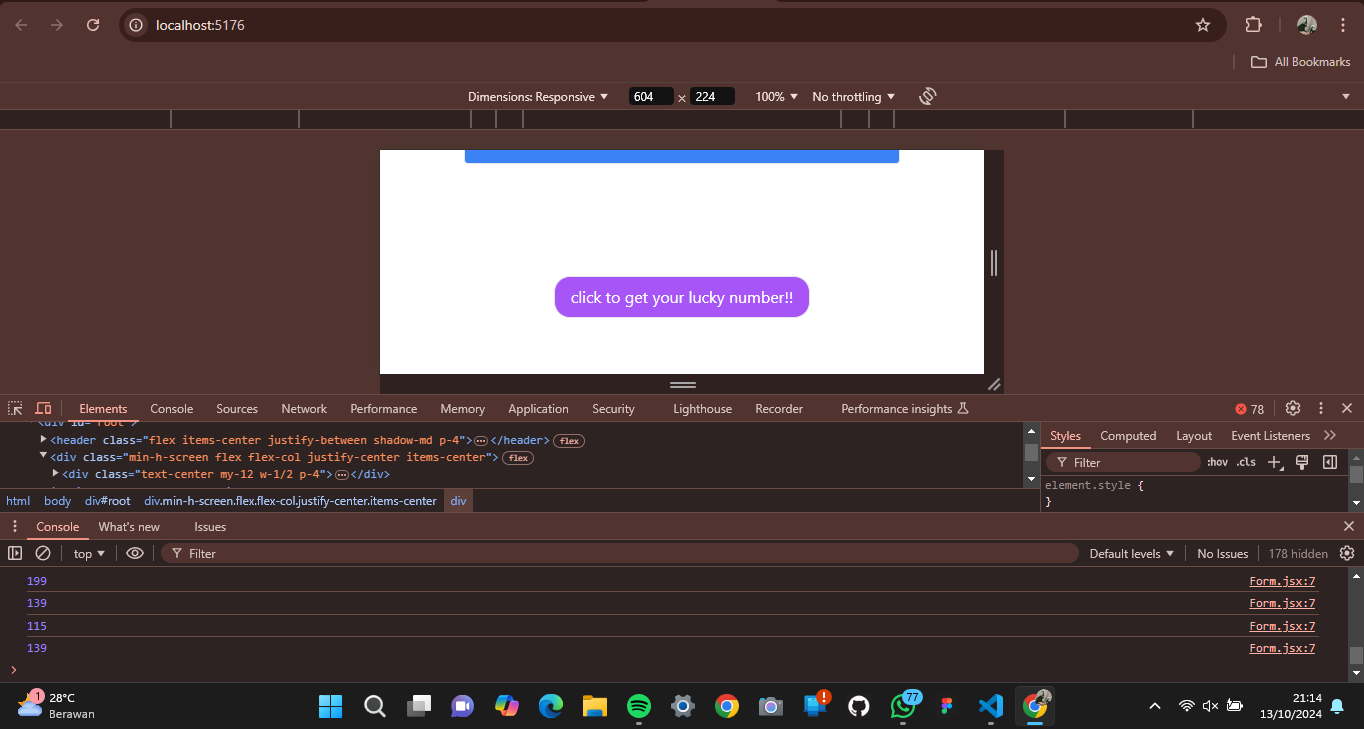 localhost:5176
All Bookmarks
Dimensions: Responsive 604 × 224 100% No throttling
click to get your lucky number!!
Elements Console Sources Network Performance Memory Application Security Lighthouse Recorder Performance insights 78
<div id="root">
<header class="flex items-center justify-between shadow-md p-4">…</header> flex
<div class="min-h-screen flex flex-col justify-center items-center"> flex
<div class="text-center my-12 w-1/2 p-4">…</div>
Styles Computed Layout Event Listeners
Filter :hov .cls
element.style {
}
html body div#root div.min-h-screen.flex.flex-col.justify-center.items-center div
Console What's new Issues
top Filter Default levels No Issues 178 hidden
199 Form.jsx:7
139 Form.jsx:7
115 Form.jsx:7
139 Form.jsx:7
1 28°C
Berawan
77
21:14
13/10/2024